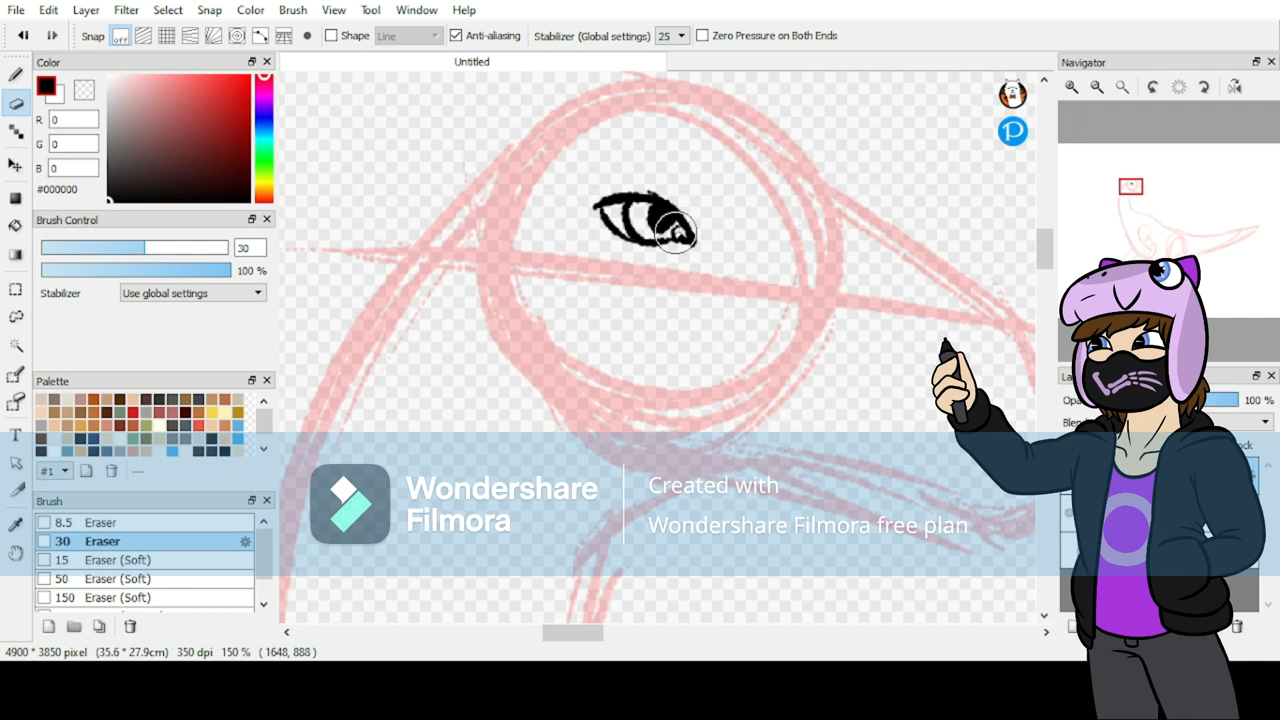 File Edit Layer Filter Select Snap Color Brush View Tool Window Help
Snap off Shape Line Anti-aliasing Stabilizer (Global settings) 25 Zero Pressure on Both Ends
Color
Untitled
Navigator
R 0
G 0
B 0
#000000
Brush Control
30
100 %
Stabilizer Use global settings
Palette
#1
---
100 %
Brush
8.5 Eraser
30 Eraser
15 Eraser (Soft)
50 Eraser (Soft)
150 Eraser (Soft)
Wondershare
Filmora
Created with
Wondershare Filmora free plan
4900 * 3850 pixel (35.6 * 27.9cm) 350 dpi 150 % ( 1648, 888 )